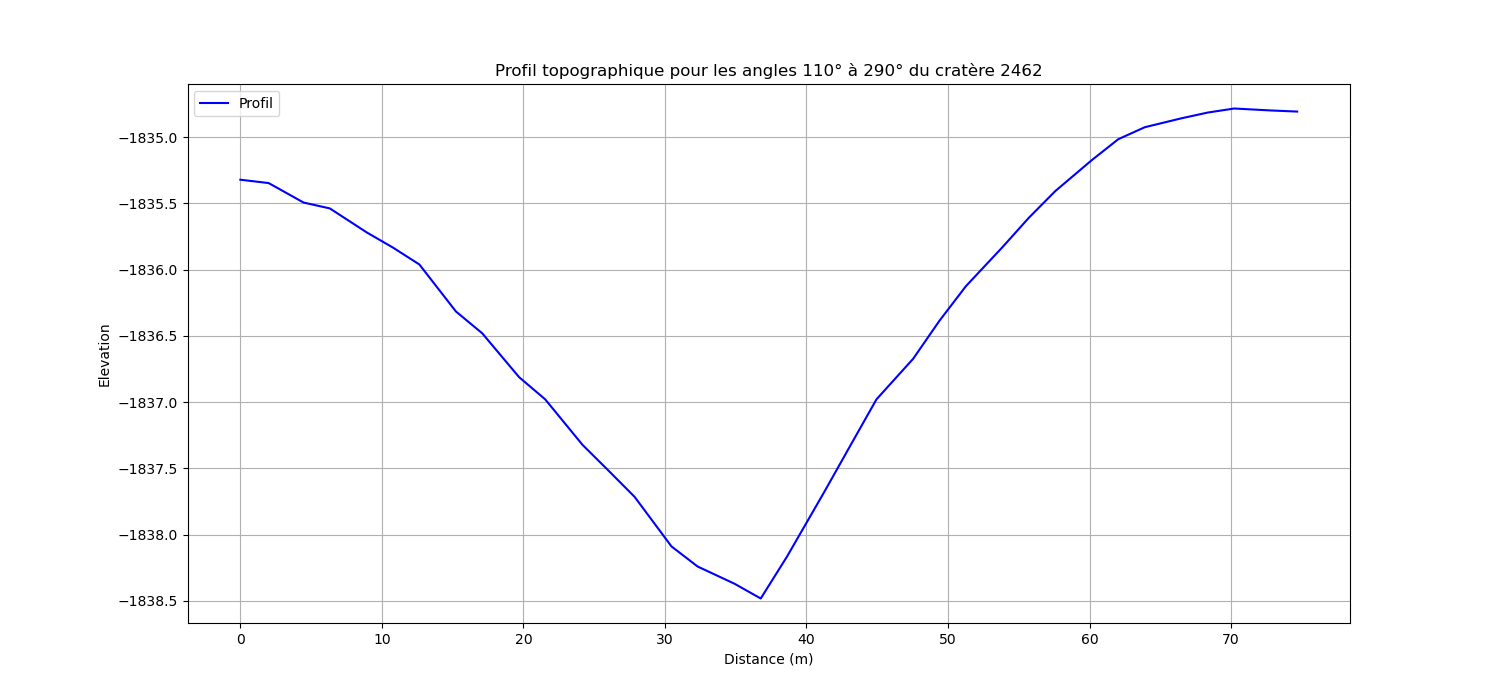 Profil topographique pour les angles 110° à 290° du cratère 2462
Profil
−1835.0
−1835.5
−1836.0
−1836.5
−1837.0
−1837.5
−1838.0
−1838.5
Elevation
0 10 20 30 40 50 60 70
Distance (m)